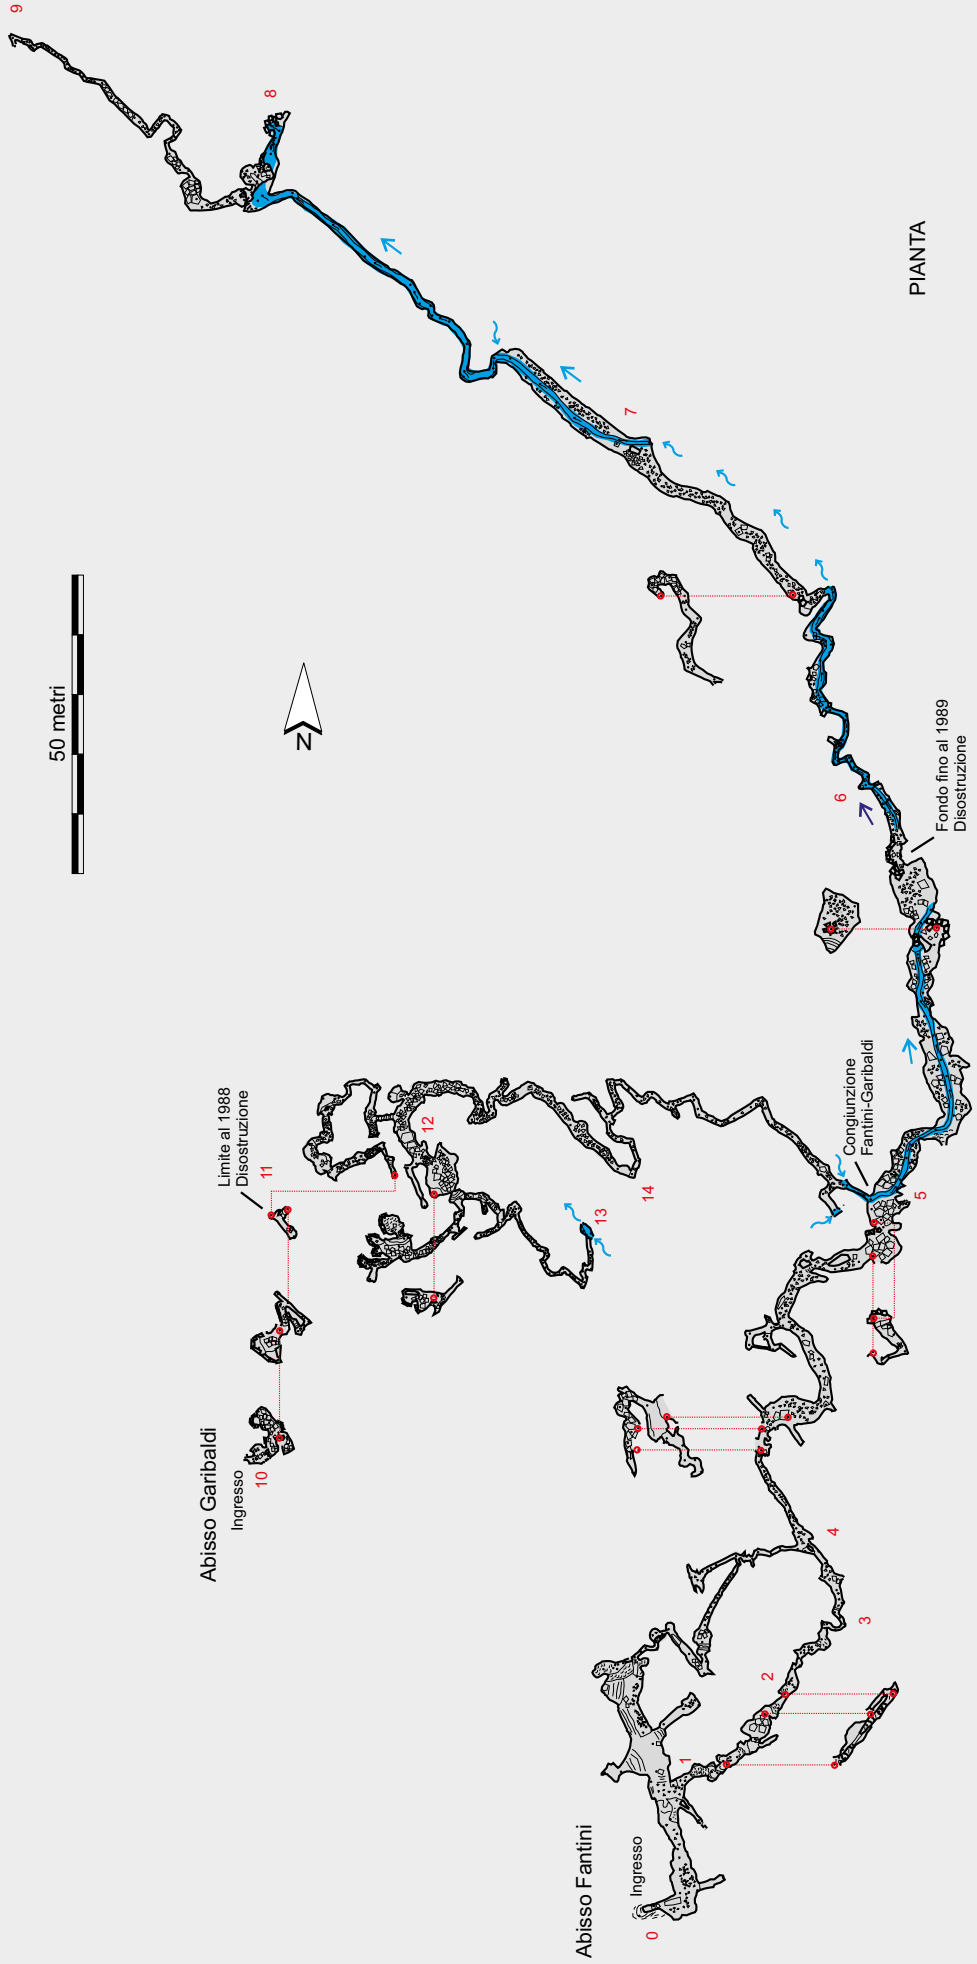 Abisso Fantini
Ingresso
0
1
2
3
4
Abisso Garibaldi
Ingresso
10
Limite al 1988
Disostruzione
11
12
13
14
Congiunzione
Fantini-Garibaldi
5
Fondo fino al 1989
Disostruzione
6
50 metri
N
7
8
9
PIANTA